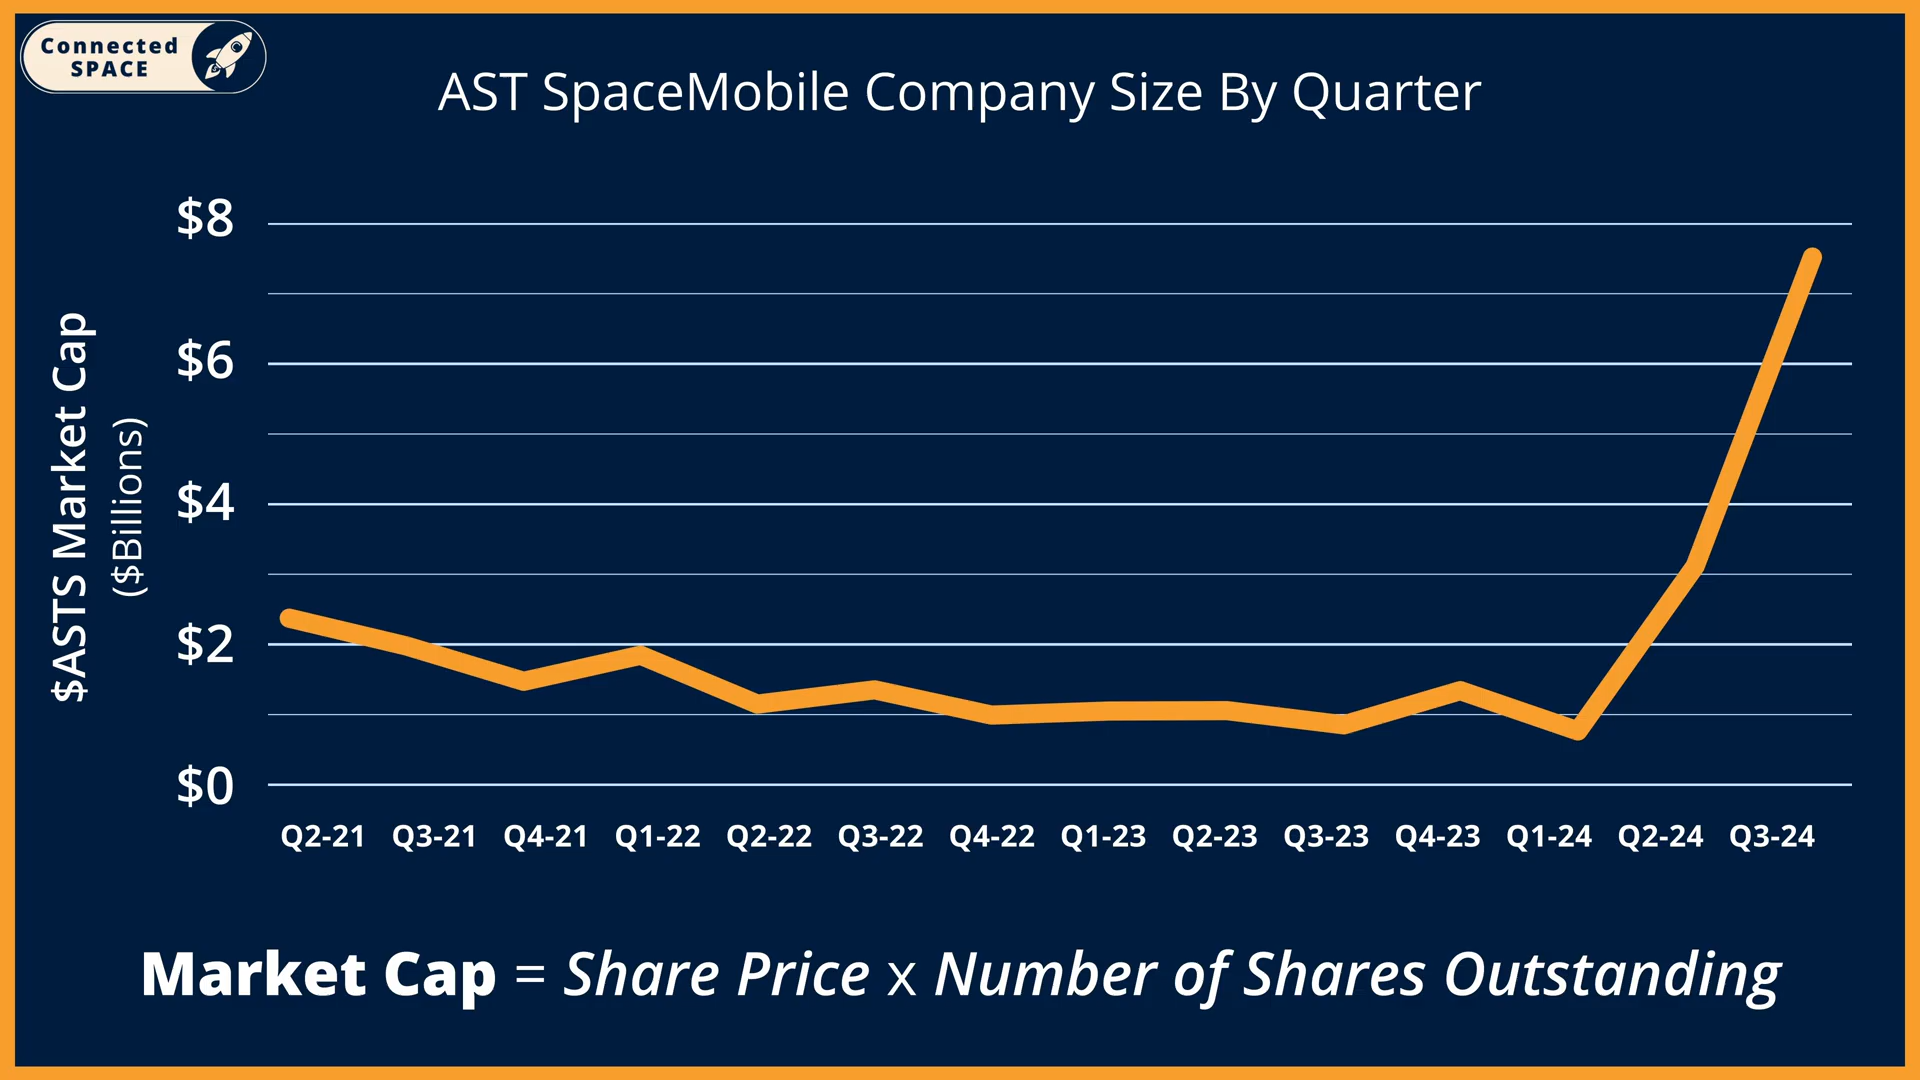 Connected
SPACE
AST SpaceMobile Company Size By Quarter
$ASTS Market Cap
($Billions)
$8
$6
$4
$2
$0
Q2-21 Q3-21 Q4-21 Q1-22 Q2-22 Q3-22 Q4-22 Q1-23 Q2-23 Q3-23 Q4-23 Q1-24 Q2-24 Q3-24
Market Cap = Share Price x Number of Shares Outstanding